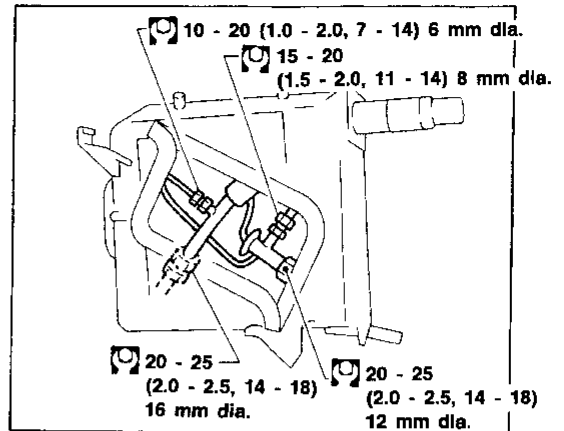 10 - 20 (1.0 - 2.0, 7 - 14) 6 mm dia.
15 - 20
(1.5 - 2.0, 11 - 14) 8 mm dia.
20 - 25
(2.0 - 2.5, 14 - 18)
16 mm dia.
20 - 25
(2.0 - 2.5, 14 - 18)
12 mm dia.